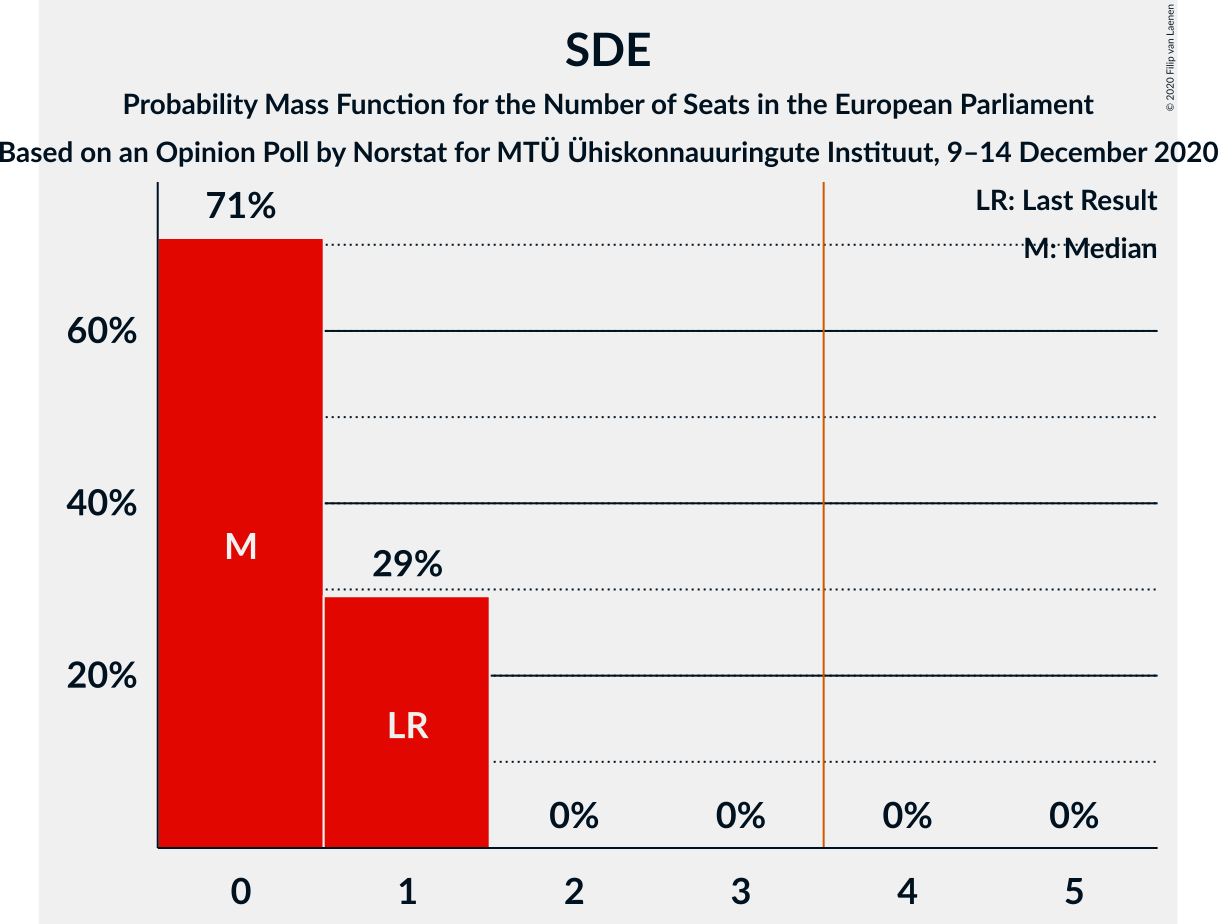 SDE
Probability Mass Function for the Number of Seats in the European Parliament
Based on an Opinion Poll by Norstat for MTÜ Ühiskonnauuringute Instituut, 9–14 December 2020
© 2020 Filip van Laenen
LR: Last Result
M: Median
71%
60%
40%
20%
M
29%
LR
0% 0% 0% 0%
0 1 2 3 4 5